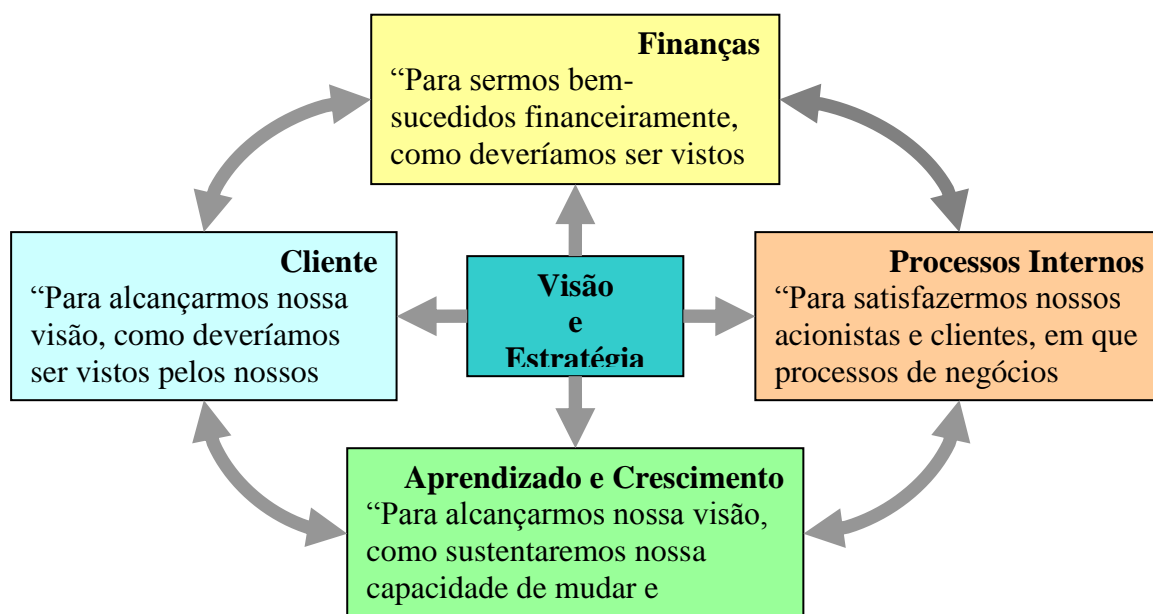 Finanças
“Para sermos bem-
sucedidos financeiramente,
como deveríamos ser vistos
Cliente
“Para alcançarmos nossa
visão, como deveríamos
ser vistos pelos nossos
Visão
e
Estratégia
Processos Internos
“Para satisfazermos nossos
acionistas e clientes, em que
processos de negócios
Aprendizado e Crescimento
“Para alcançarmos nossa visão,
como sustentaremos nossa
capacidade de mudar e